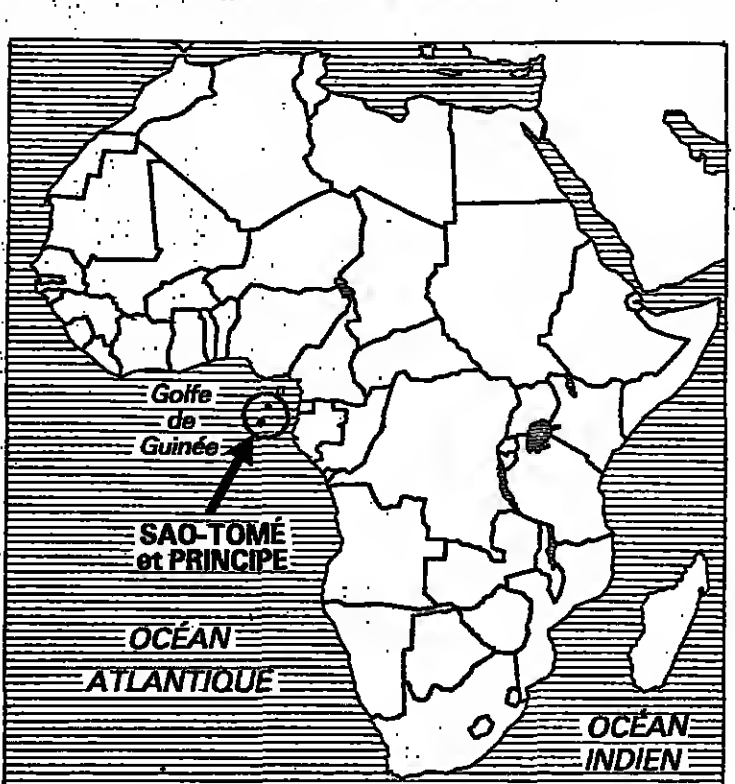 Golfe
de
Guinée
SAO-TOMÉ
et PRINCIPE
OCÉAN
ATLANTIQUE
OCÉAN
INDIEN